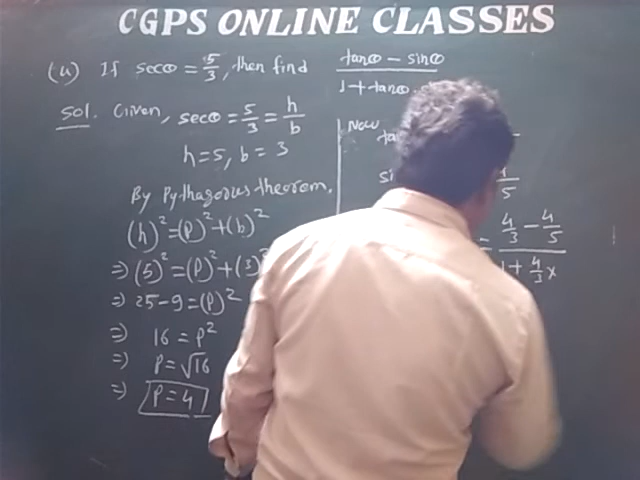 CGPS ONLINE CLASSES
(u) If secθ = 5/3, then find (tanθ - sinθ)/(1+tanθ.
Sol. Given, secθ = 5/3 = h/b
h = 5, b = 3
By Pythagorus theorem,
(h)² = (P)² + (b)²
⇒ (5)² = (P)² + (3)²
⇒ 25 - 9 = (P)²
⇒ 16 = P²
⇒ P = √16
⇒ P = 4
Now
= (4/3 - 4/5)/(1 + 4/3 ×